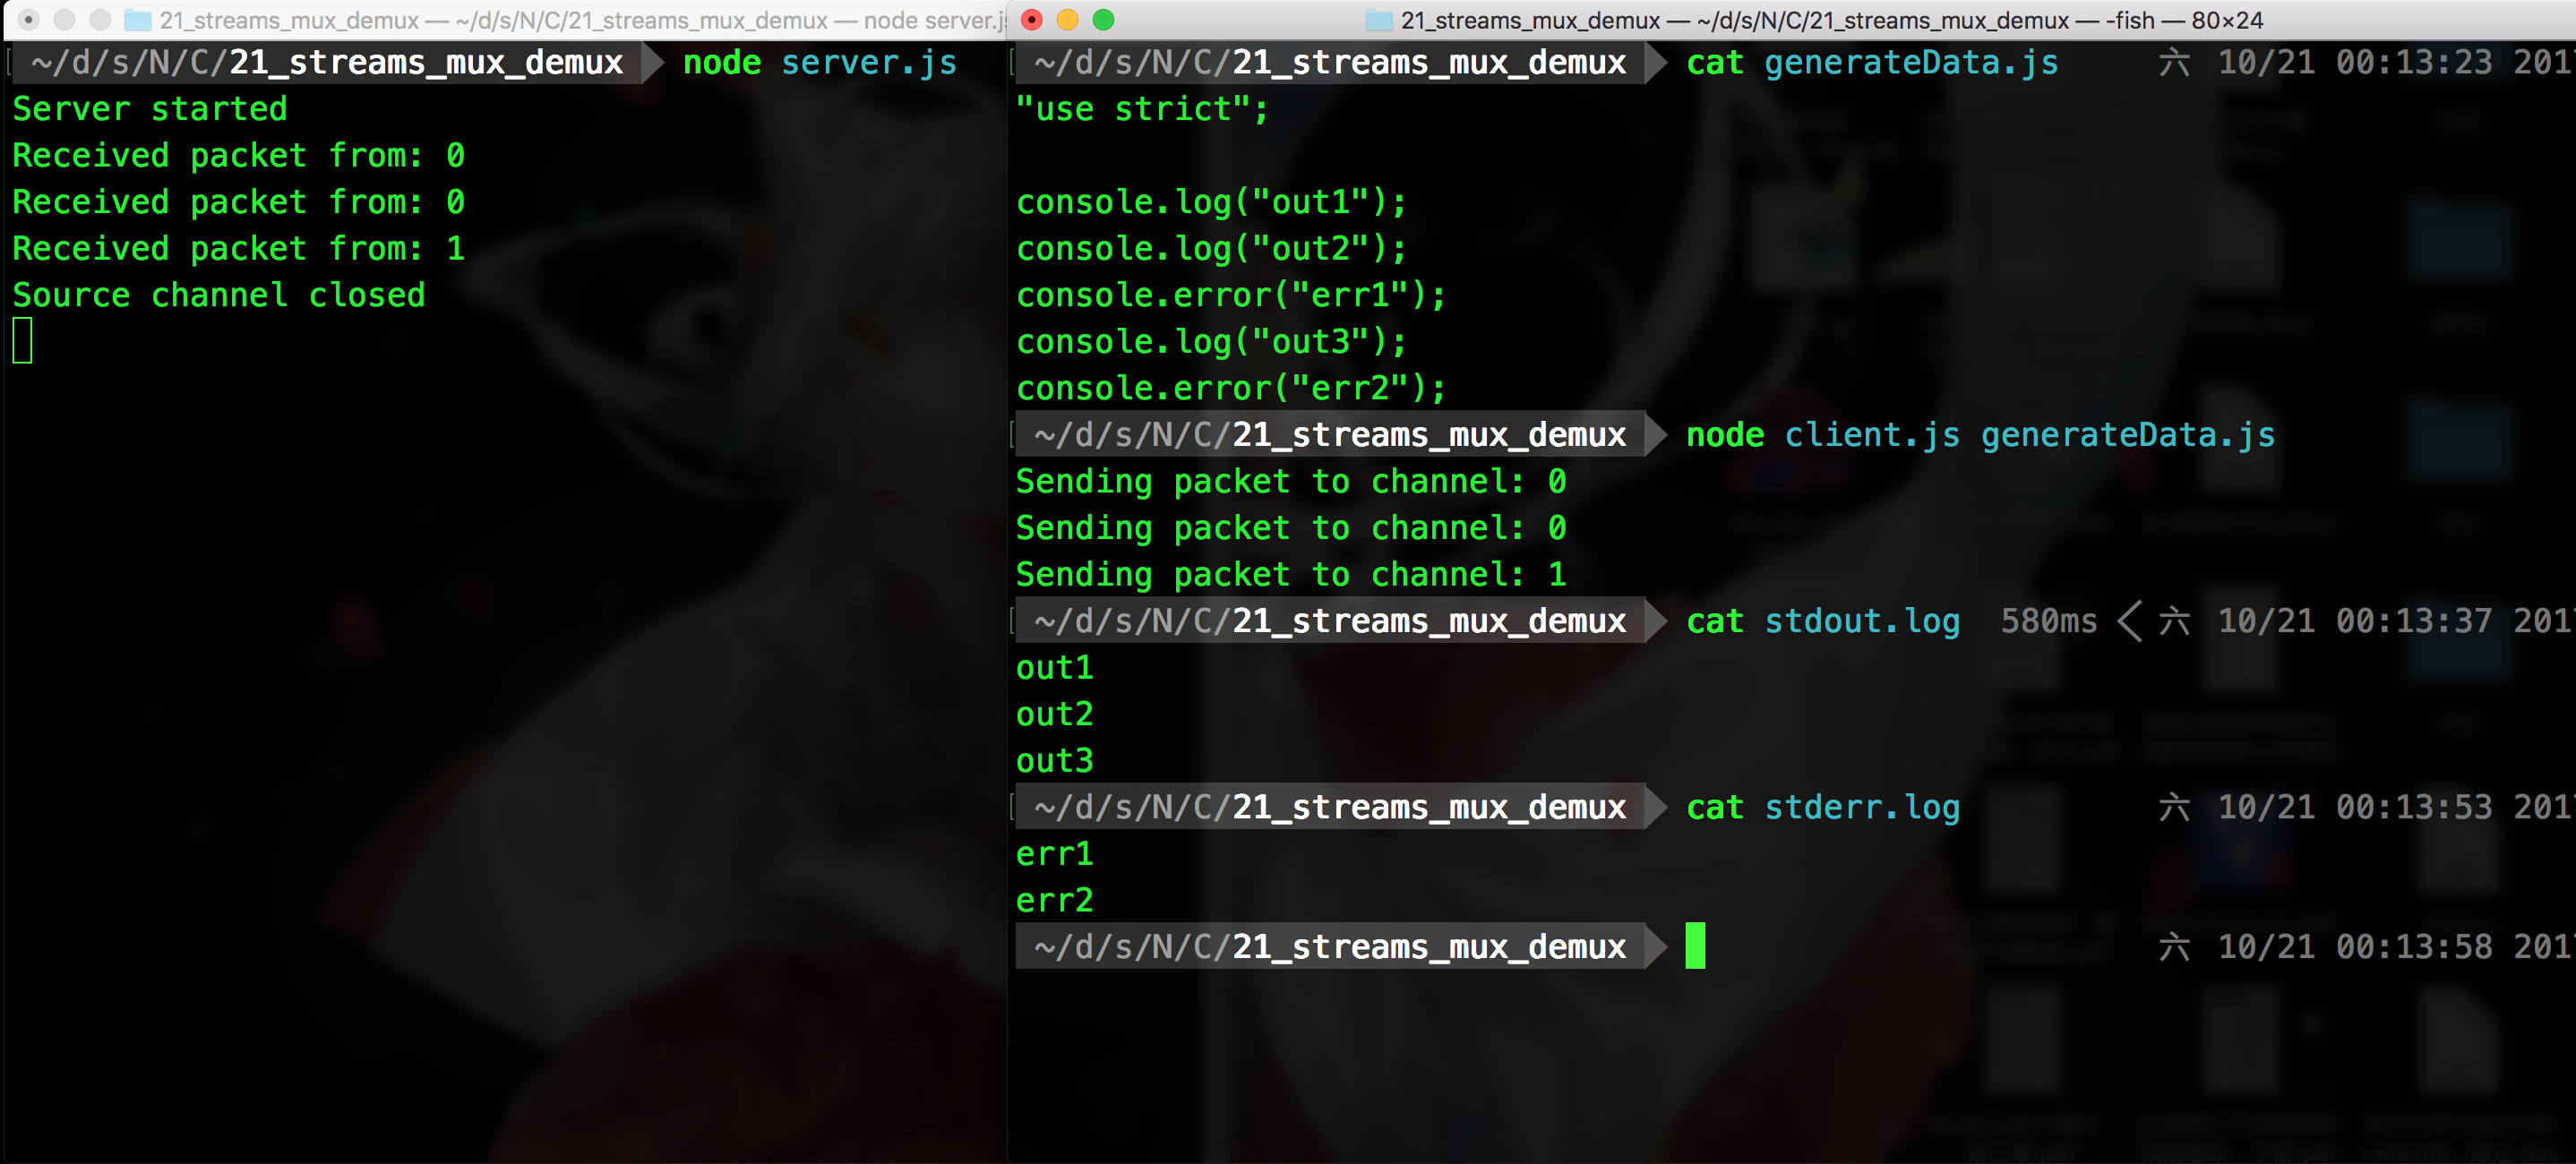 21_streams_mux_demux — ~/d/s/N/C/21_streams_mux_demux — node server.js
~/d/s/N/C/21_streams_mux_demux node server.js
Server started
Received packet from: 0
Received packet from: 0
Received packet from: 1
Source channel closed
21_streams_mux_demux — ~/d/s/N/C/21_streams_mux_demux — -fish — 80×24
~/d/s/N/C/21_streams_mux_demux cat generateData.js 六 10/21 00:13:23 201
"use strict";
console.log("out1");
console.log("out2");
console.error("err1");
console.log("out3");
console.error("err2");
~/d/s/N/C/21_streams_mux_demux node client.js generateData.js
Sending packet to channel: 0
Sending packet to channel: 0
Sending packet to channel: 1
~/d/s/N/C/21_streams_mux_demux cat stdout.log 580ms 六 10/21 00:13:37 201
out1
out2
out3
~/d/s/N/C/21_streams_mux_demux cat stderr.log 六 10/21 00:13:53 201
err1
err2
~/d/s/N/C/21_streams_mux_demux 六 10/21 00:13:58 201